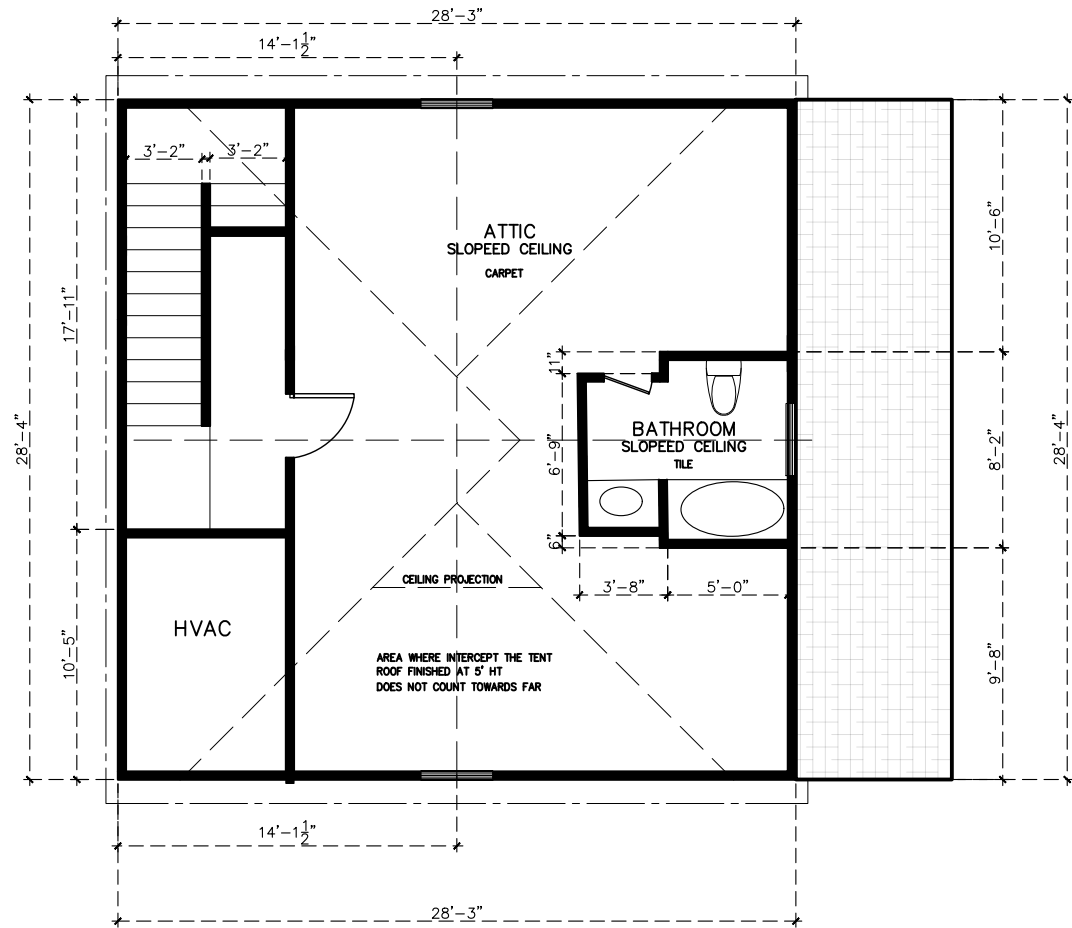 28'-3"
14'-1 1/2"
3'-2" 3'-2"
ATTIC
SLOPEED CEILING
CARPET
10'-6"
17'-11"
11"
28'-4"
BATHROOM
SLOPEED CEILING
TILE
6'-9"
8'-2"
28'-4"
6"
CEILING PROJECTION
3'-8" 5'-0"
HVAC
10'-5"
AREA WHERE INTERCEPT THE TENT
ROOF FINISHED AT 5' HT
DOES NOT COUNT TOWARDS FAR
9'-8"
14'-1 1/2"
28'-3"